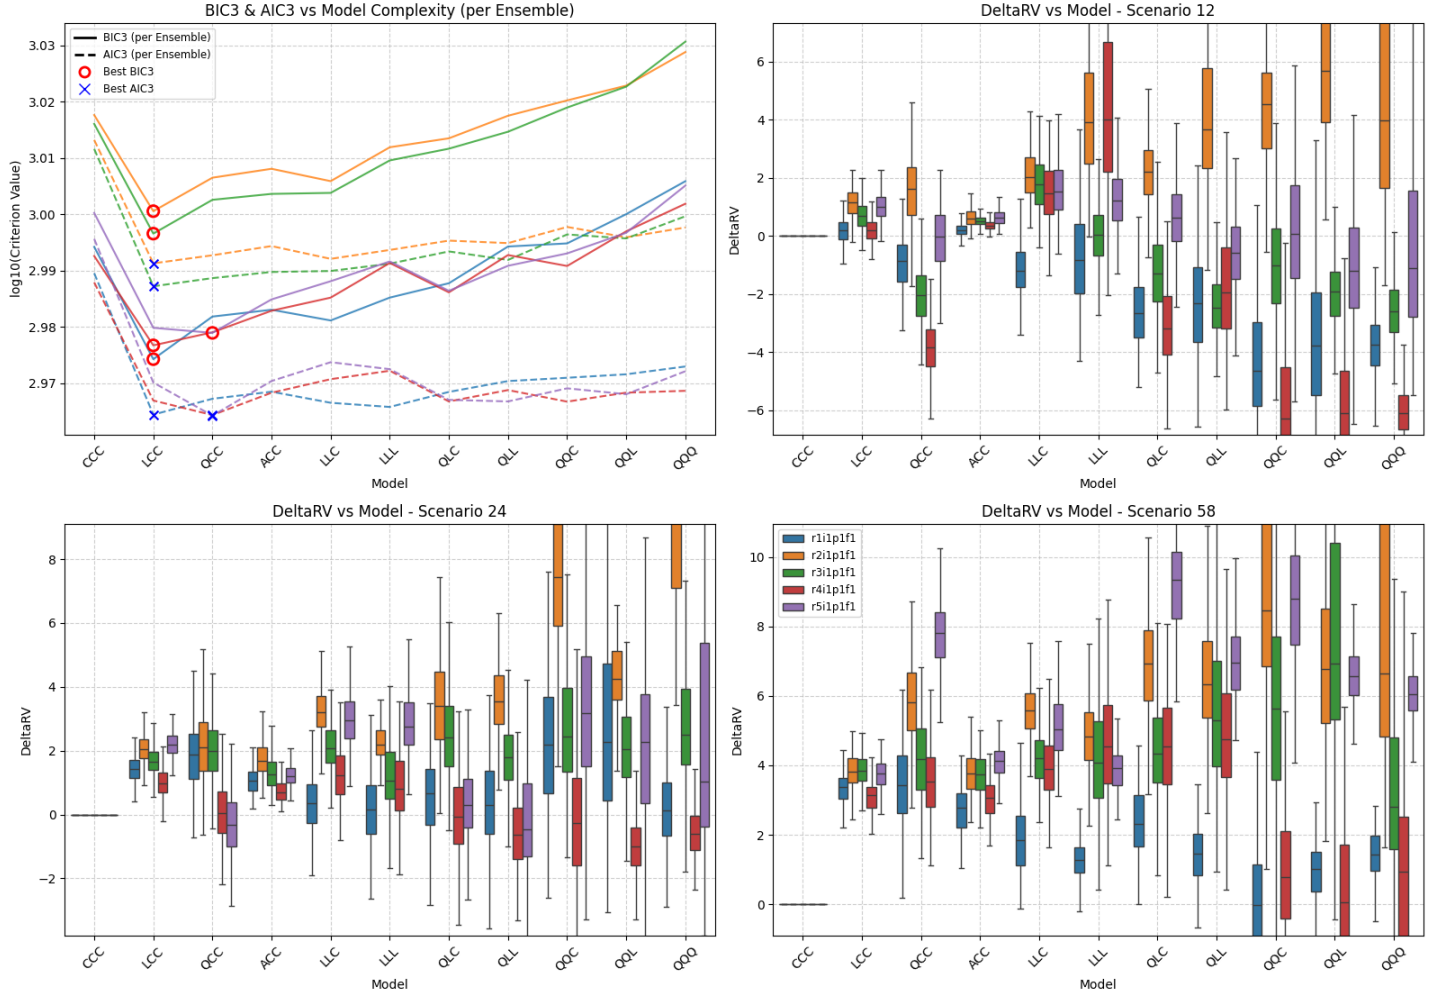 BIC3 & AIC3 vs Model Complexity (per Ensemble)
BIC3 (per Ensemble)
AIC3 (per Ensemble)
Best BIC3
Best AIC3
log10(Criterion Value)
3.03
3.02
3.01
3.00
2.99
2.98
2.97
CCC
LCC
QCC
ACC
LLC
LLL
QLC
QLL
QQC
QQL
QQQ
Model
DeltaRV vs Model - Scenario 12
DeltaRV
6
4
2
0
−2
−4
−6
CCC
LCC
QCC
ACC
LLC
LLL
QLC
QLL
QQC
QQL
QQQ
Model
DeltaRV vs Model - Scenario 24
DeltaRV
8
6
4
2
0
−2
CCC
LCC
QCC
ACC
LLC
LLL
QLC
QLL
QQC
QQL
QQQ
Model
DeltaRV vs Model - Scenario 58
r1i1p1f1
r2i1p1f1
r3i1p1f1
r4i1p1f1
r5i1p1f1
DeltaRV
10
8
6
4
2
0
CCC
LCC
QCC
ACC
LLC
LLL
QLC
QLL
QQC
QQL
QQQ
Model